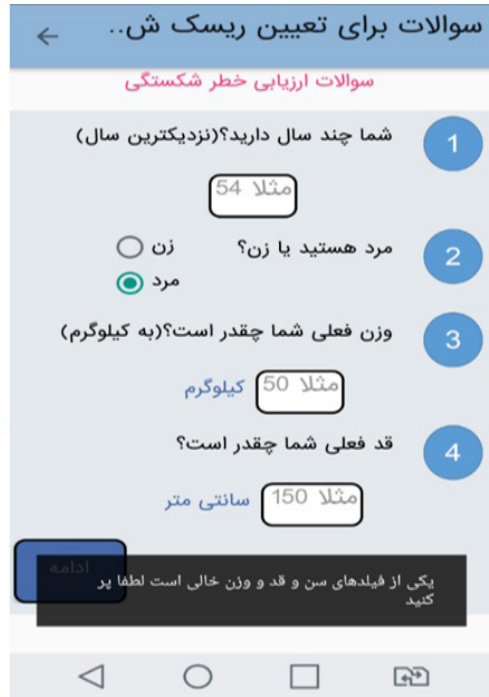 سوالات برای تعیین ریسک ش..
سوالات ارزیابی خطر شکستگی
1 شما چند سال دارید؟(نزدیکترین سال)
مثلا 54
2 مرد هستید یا زن؟ زن
مرد
3 وزن فعلی شما چقدر است؟(به کیلوگرم)
مثلا 50 کیلوگرم
4 قد فعلی شما چقدر است؟
مثلا 150 سانتی متر
ادامه
یکی از فیلدهای سن و قد و وزن خالی است لطفا پر
کنید